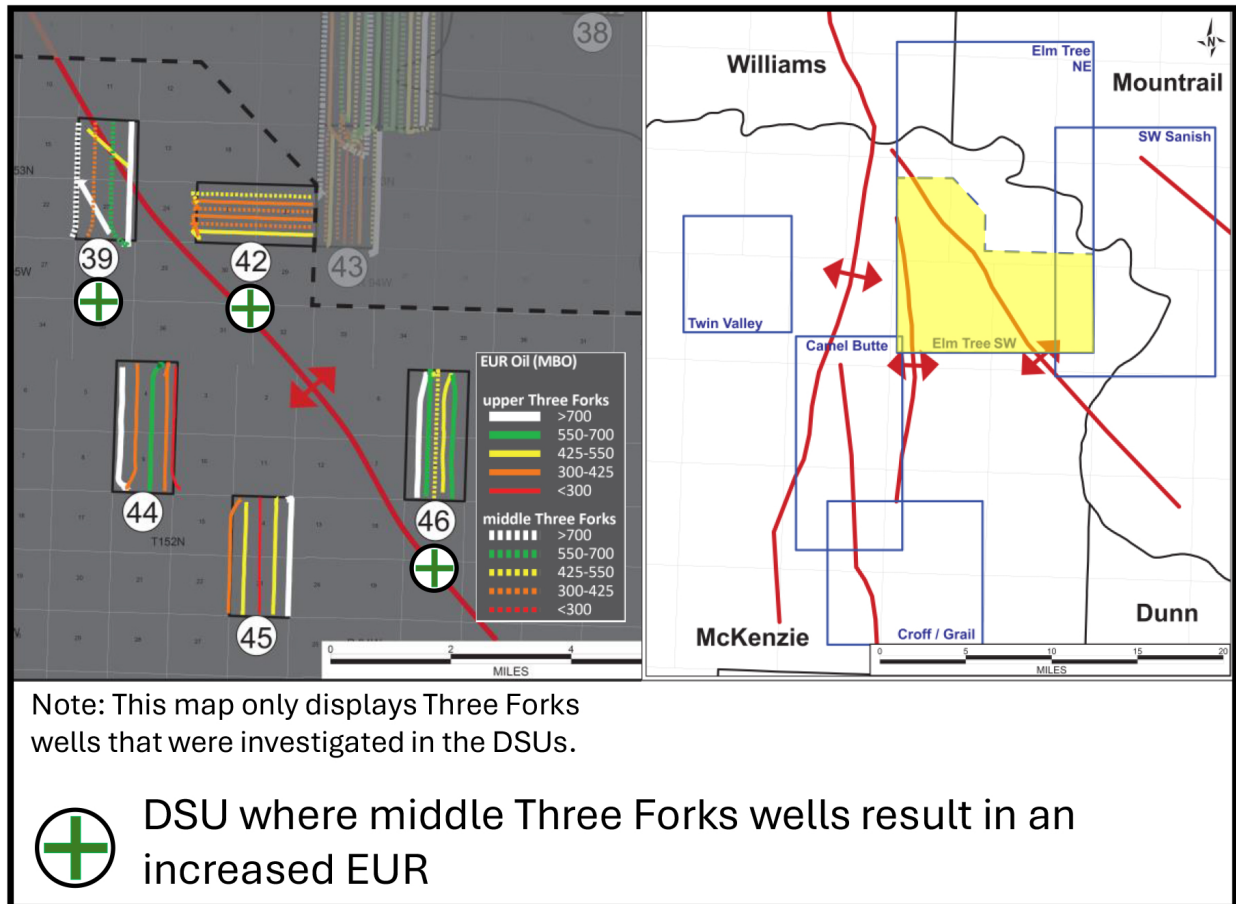 38
53N
39
42
43
5W
EUR Oil (MBO)
upper Three Forks
>700
550-700
425-550
300-425
<300
middle Three Forks
>700
550-700
425-550
300-425
<300
44
T152N
45
46
0 2 4
MILES
N
Williams
Elm Tree
NE
Mountrail
SW Sanish
Twin Valley
Camel Butte
Elm Tree SW
McKenzie
Croff / Grail
Dunn
0 5 10 15 20
MILES
Note: This map only displays Three Forks
wells that were investigated in the DSUs.
DSU where middle Three Forks wells result in an
increased EUR